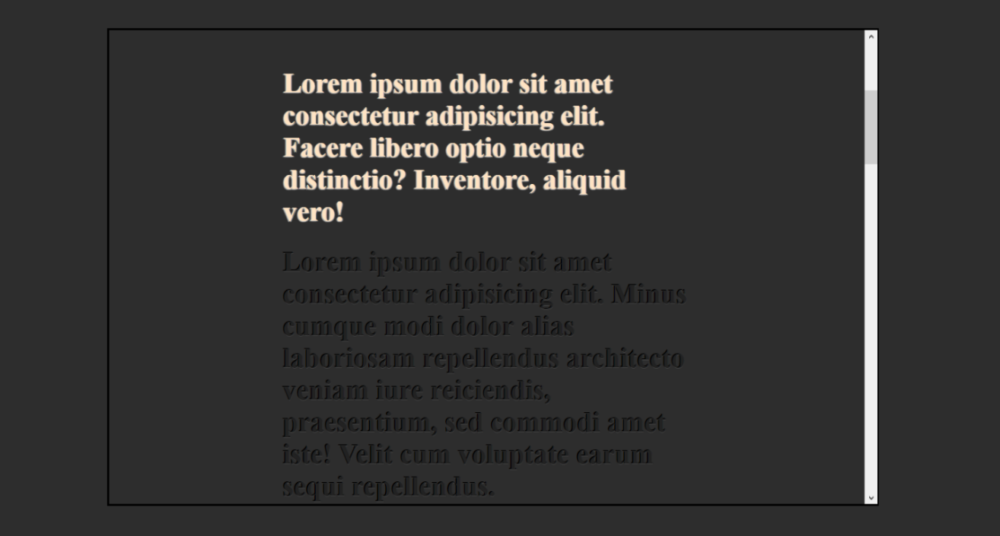 Lorem ipsum dolor sit amet
consectetur adipisicing elit.
Facere libero optio neque
distinctio? Inventore, aliquid
vero!
Lorem ipsum dolor sit amet
consectetur adipisicing elit. Minus
cumque modi dolor alias
laboriosam repellendus architecto
veniam iure reiciendis,
praesentium, sed commodi amet
iste! Velit cum voluptate earum
sequi repellendus.